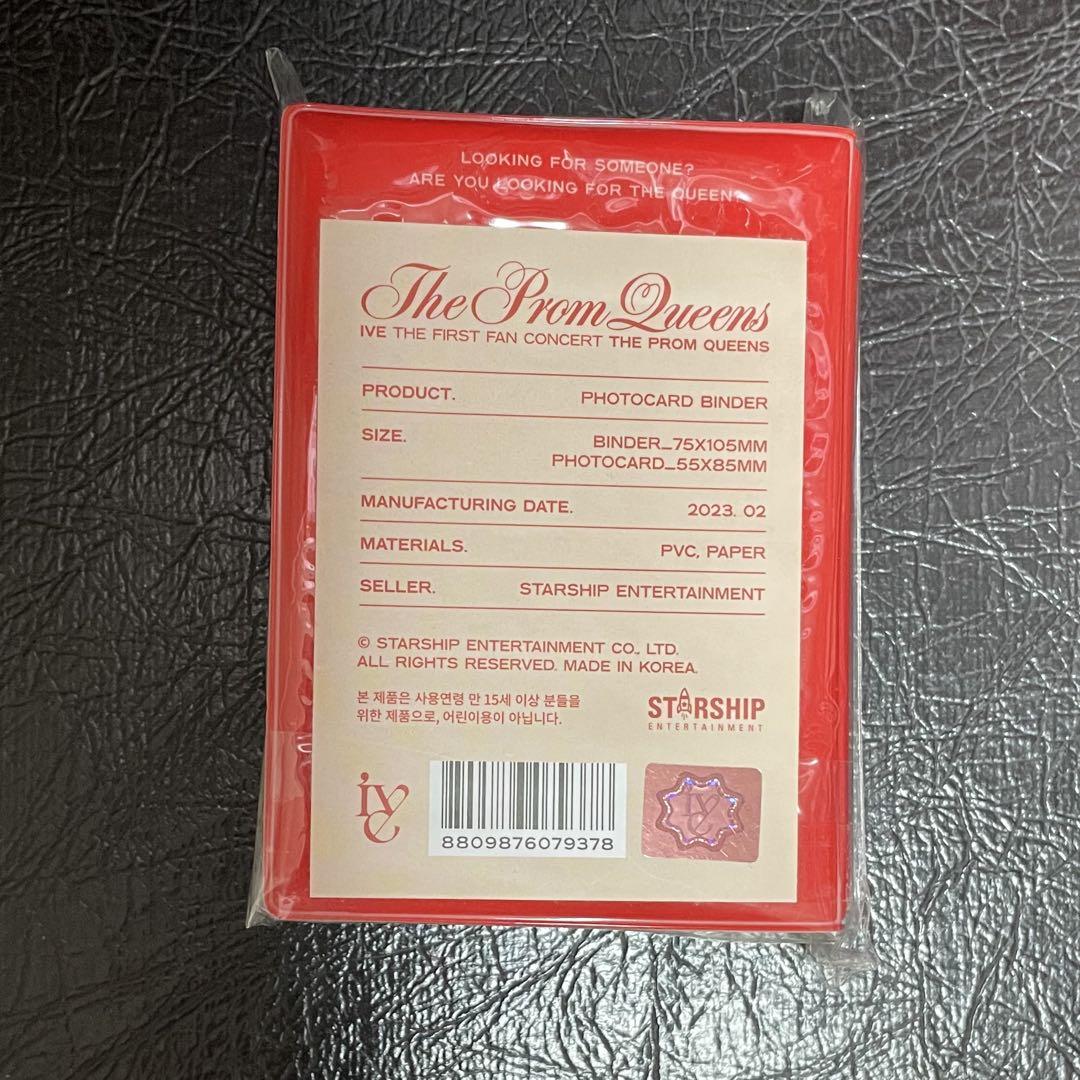 LOOKING FOR SOMEONE?
ARE YOU LOOKING FOR THE QUEEN?
The Prom Queens
IVE THE FIRST FAN CONCERT THE PROM QUEENS
PRODUCT. PHOTOCARD BINDER
SIZE. BINDER_75X105MM
PHOTOCARD_55X85MM
MANUFACTURING DATE. 2023. 02
MATERIALS. PVC, PAPER
SELLER. STARSHIP ENTERTAINMENT
© STARSHIP ENTERTAINMENT CO., LTD.
ALL RIGHTS RESERVED. MADE IN KOREA.
본 제품은 사용연령 만 15세 이상 분들을
위한 제품으로, 어린이용이 아닙니다.
STARSHIP
ENTERTAINMENT
IVE
8809876079378
IVE